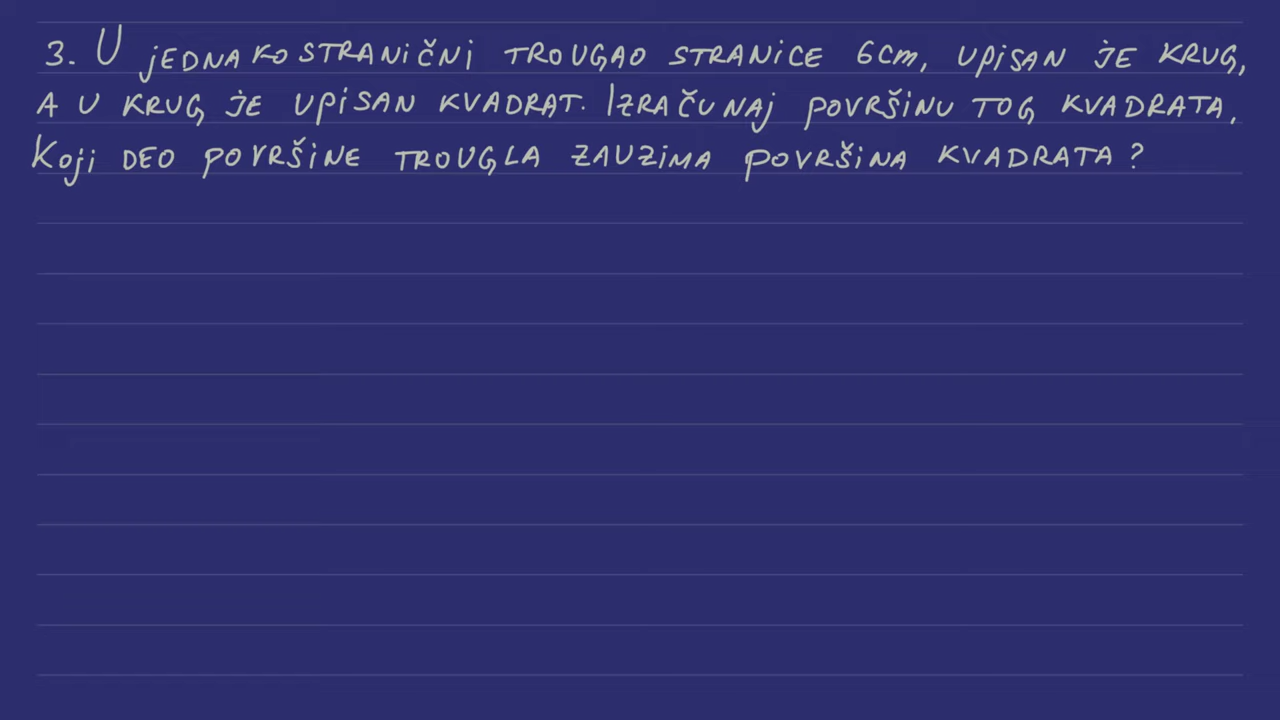 3. U JEDNAKOSTRANIČNI TROUGAO STRANICE 6cm, UPISAN JE KRUG,
A U KRUG JE UPISAN KVADRAT. IZRAČUNAJ POVRŠINU TOG KVADRATA.
KOJI DEO POVRŠINE TROUGLA ZAUZIMA POVRŠINA KVADRATA?